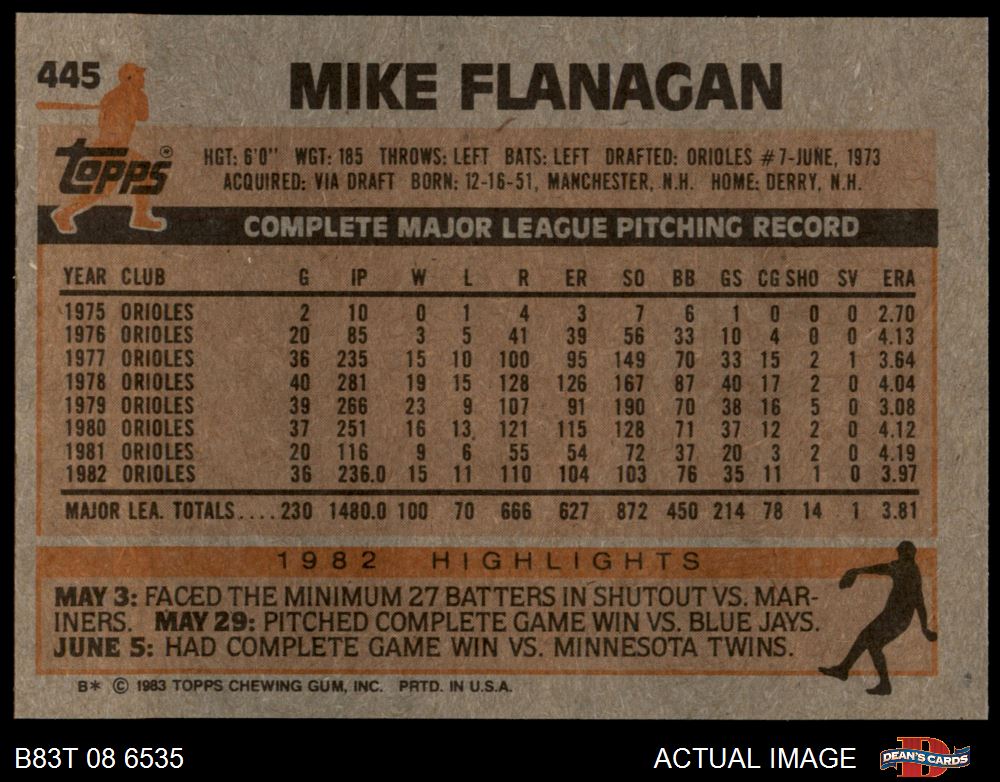 445
MIKE FLANAGAN
topps®
HGT: 6'0" WGT: 185 THROWS: LEFT BATS: LEFT DRAFTED: ORIOLES #7-JUNE, 1973
ACQUIRED: VIA DRAFT BORN: 12-16-51, MANCHESTER, N.H. HOME: DERRY, N.H.
COMPLETE MAJOR LEAGUE PITCHING RECORD
YEAR CLUB G IP W L R ER SO BB GS CG SHO SV ERA
1975 ORIOLES 2 10 0 1 4 3 7 6 1 0 0 0 2.70
1976 ORIOLES 20 85 3 5 41 39 56 33 10 4 0 0 4.13
1977 ORIOLES 36 235 15 10 100 95 149 70 33 15 2 1 3.64
1978 ORIOLES 40 281 19 15 128 126 167 87 40 17 2 0 4.04
1979 ORIOLES 39 266 23 9 107 91 190 70 38 16 5 0 3.08
1980 ORIOLES 37 251 16 13 121 115 128 71 37 12 2 0 4.12
1981 ORIOLES 20 116 9 6 55 54 72 37 20 3 2 0 4.19
1982 ORIOLES 36 236.0 15 11 110 104 103 76 35 11 1 0 3.97
MAJOR LEA. TOTALS....230 1480.0 100 70 666 627 872 450 214 78 14 1 3.81
1982 HIGHLIGHTS
MAY 3: FACED THE MINIMUM 27 BATTERS IN SHUTOUT VS. MAR-
INERS. MAY 29: PITCHED COMPLETE GAME WIN VS. BLUE JAYS.
JUNE 5: HAD COMPLETE GAME WIN VS. MINNESOTA TWINS.
B* © 1983 TOPPS CHEWING GUM, INC. PRTD. IN U.S.A.
B83T 08 6535
ACTUAL IMAGE
DEAN'S CARDS